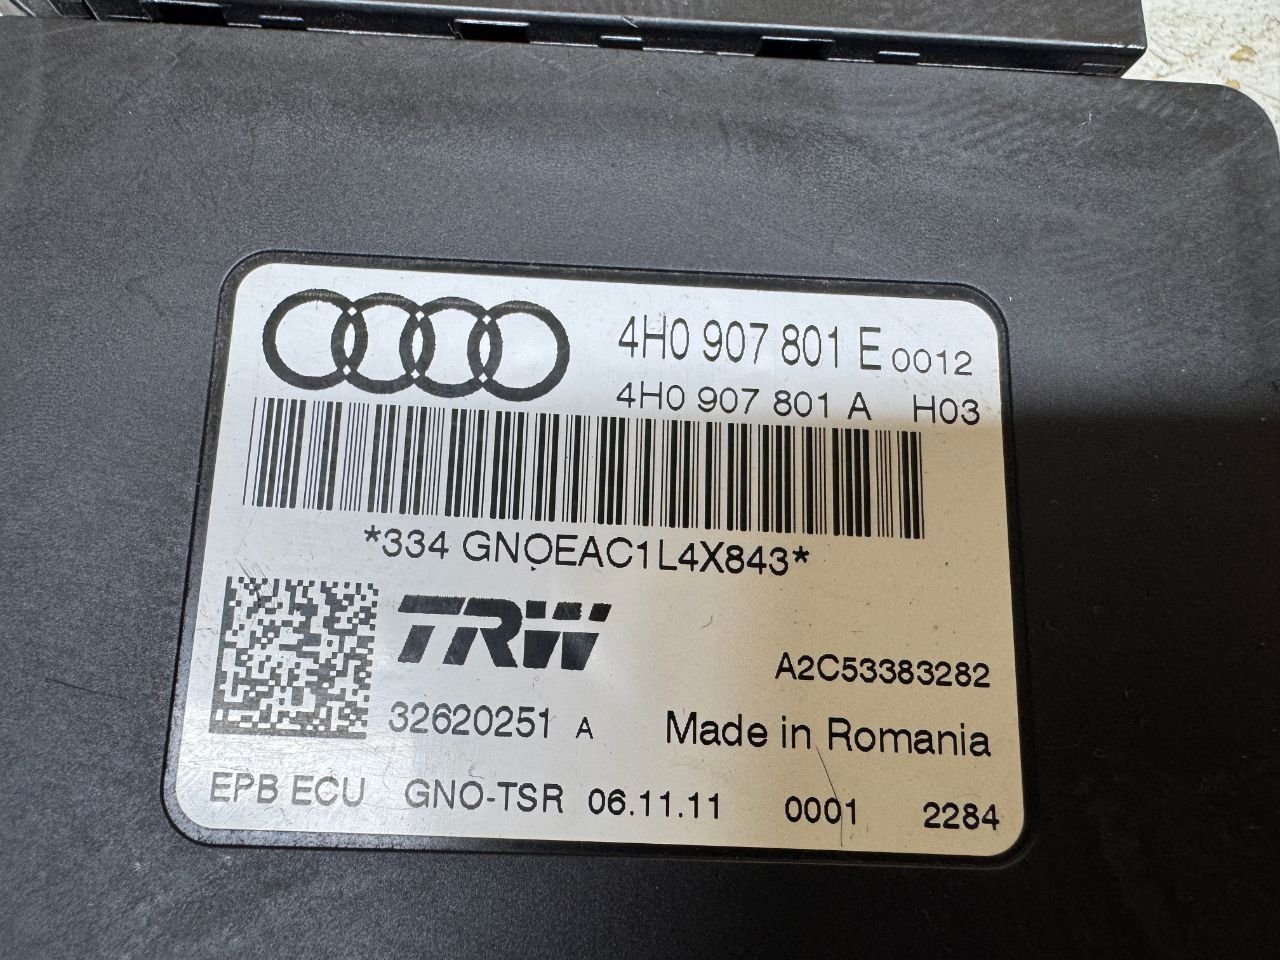 4H0 907 801 E 0012
4H0 907 801 A H03
*334 GNOEAC1L4X843*
TRW
A2C53383282
32620251 A
Made in Romania
EPB ECU GNO-TSR 06.11.11 0001 2284